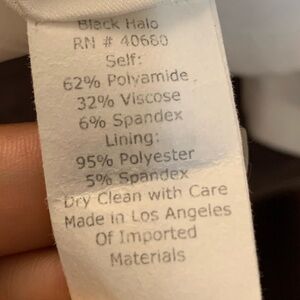 Black Halo
RN # 40660
Self:
62% Polyamide
32% Viscose
6% Spandex
Lining:
95% Polyester
5% Spandex
Dry Clean with Care
Made in Los Angeles
Of Imported
Materials